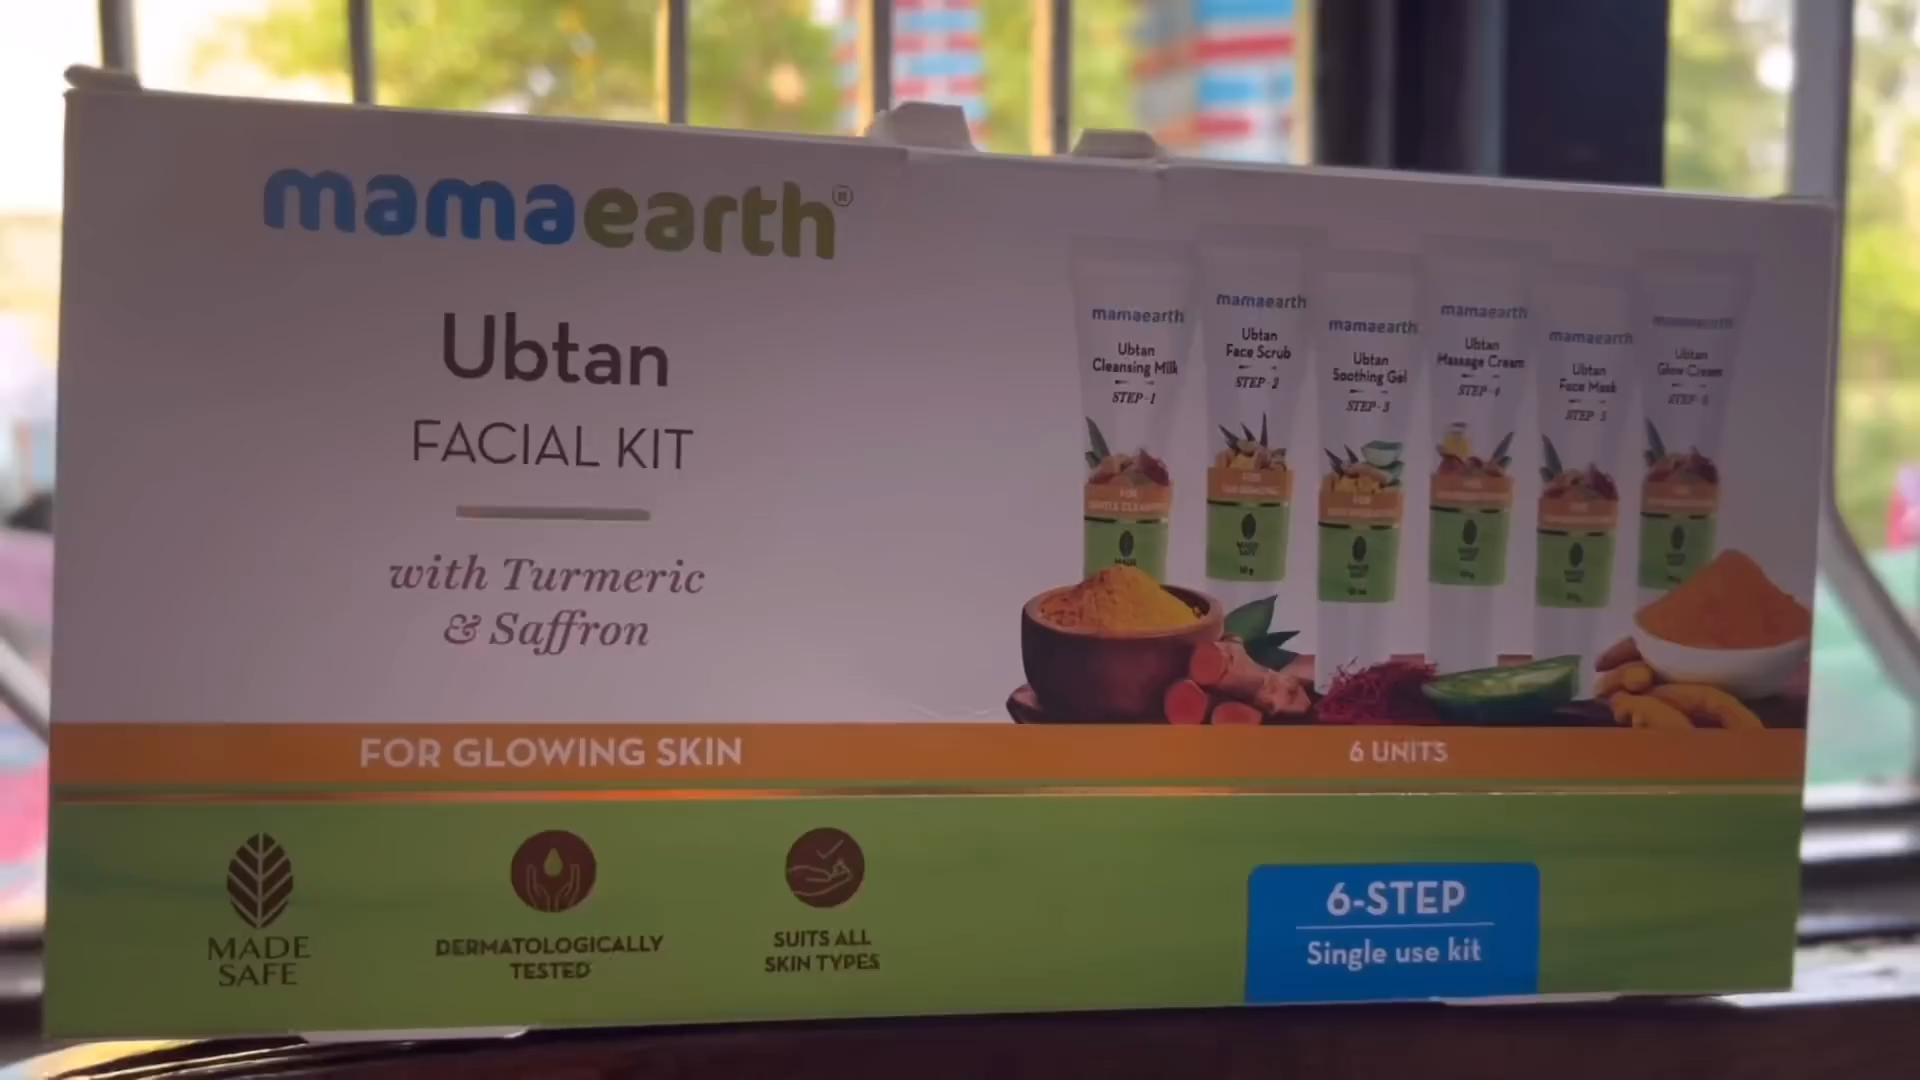 mamaearth®
Ubtan
FACIAL KIT
with Turmeric
& Saffron
mamaearth
Ubtan
Cleansing Milk
STEP-1
mamaearth
Ubtan
Face Scrub
STEP-2
mamaearth
Ubtan
Soothing Gel
STEP-3
mamaearth
Ubtan
Massage Cream
STEP-4
mamaearth
Ubtan
Face Mask
STEP-5
mamaearth
Ubtan
Glow Cream
STEP-6
FOR GLOWING SKIN
6 UNITS
MADE
SAFE
DERMATOLOGICALLY
TESTED
SUITS ALL
SKIN TYPES
6-STEP
Single use kit